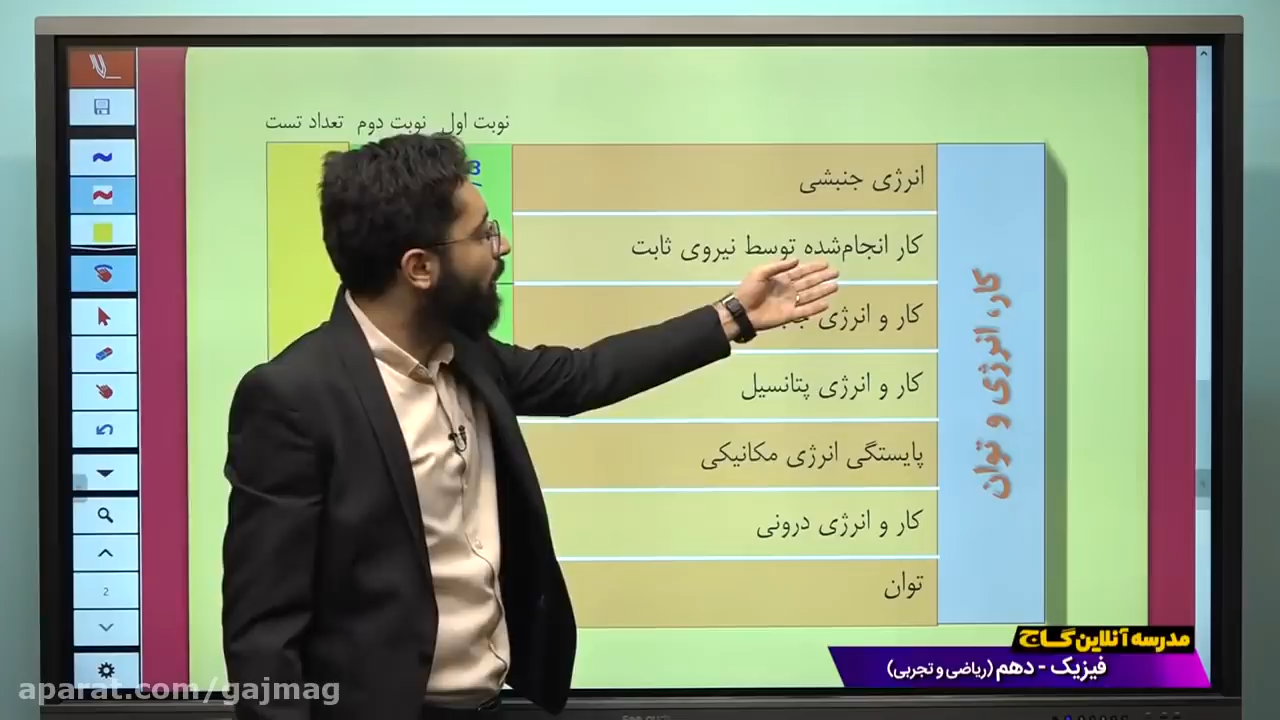 نوبت اول نوبت دوم تعداد تست
انرژی جنبشی
3
کار انجام‌شده توسط نیروی ثابت
کار و انرژی
کار و انرژی پتانسیل
پایستگی انرژی مکانیکی
کار و انرژی درونی
توان
کار، انرژی و توان
2
مدرسه آنلاین گاج
فیزیک - دهم (ریاضی و تجربی)
aparat.com/gajmag